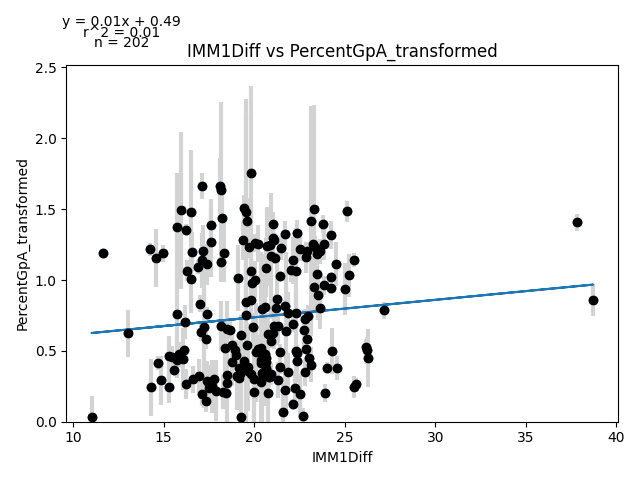 y = 0.01x + 0.49
r^2 = 0.01
n = 202
IMM1Diff vs PercentGpA_transformed
PercentGpA_transformed
2.5
2.0
1.5
1.0
0.5
0.0
10 15 20 25 30 35 40
IMM1Diff